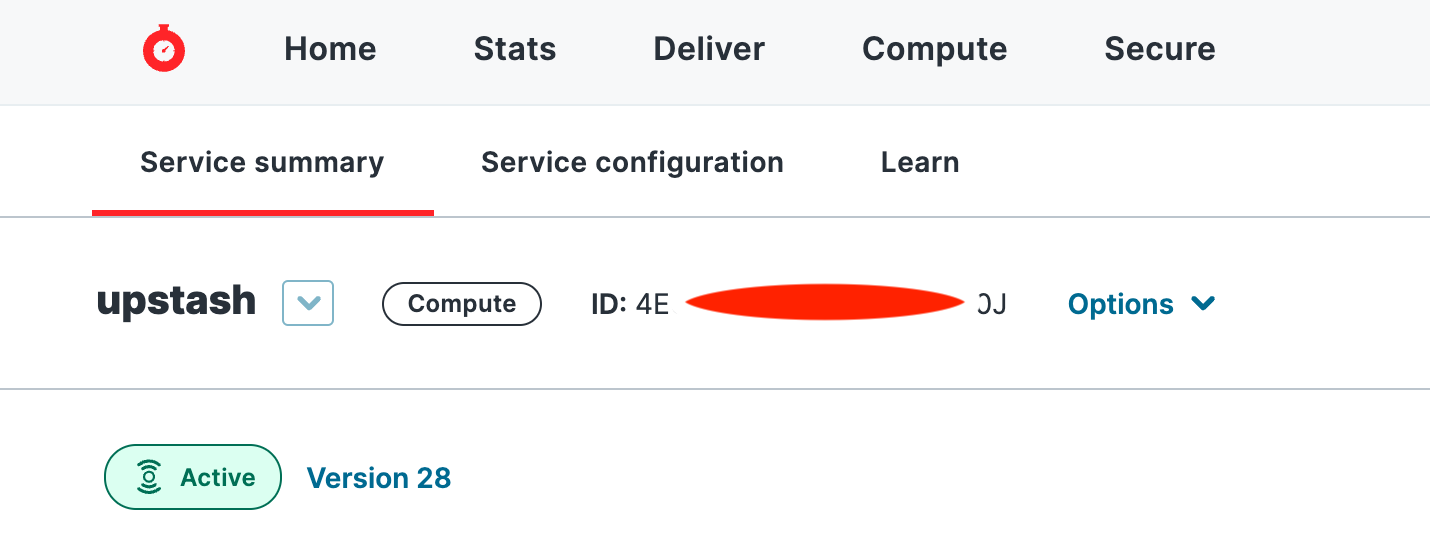 Home Stats Deliver Compute Secure
Service summary Service configuration Learn
upstash Compute ID: 4E 0J Options
Active Version 28